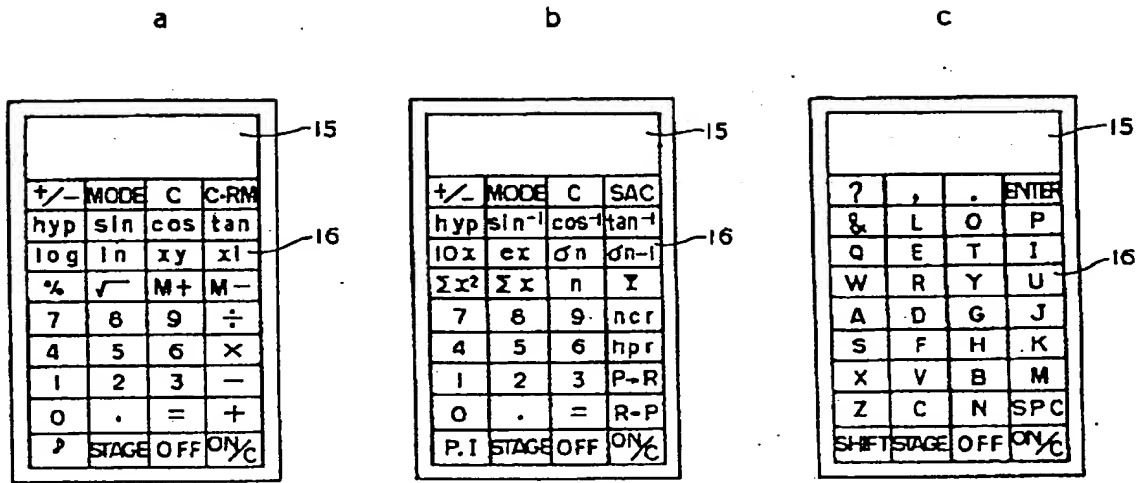 a
15
+/− MODE C C·RM
hyp sin cos tan
log ln xy x! 16
% √ M+ M−
7 8 9 ÷
4 5 6 ×
1 2 3 −
0 . = +
STAGE OFF ON/C
b
15
+/− MODE C SAC
hyp sin⁻¹ cos⁻¹ tan⁻¹
10x ex σn σn-1 16
Σx² Σx n
7 8 9 ncr
4 5 6 hpr
1 2 3 P→R
0 . = R-P
P.I STAGE OFF ON/C
c
15
? , . ENTER
& L O P
Q E T I
W R Y U 16
A D G J
S F H K
X V B M
Z C N SPC
SHIFT STAGE OFF ON/C